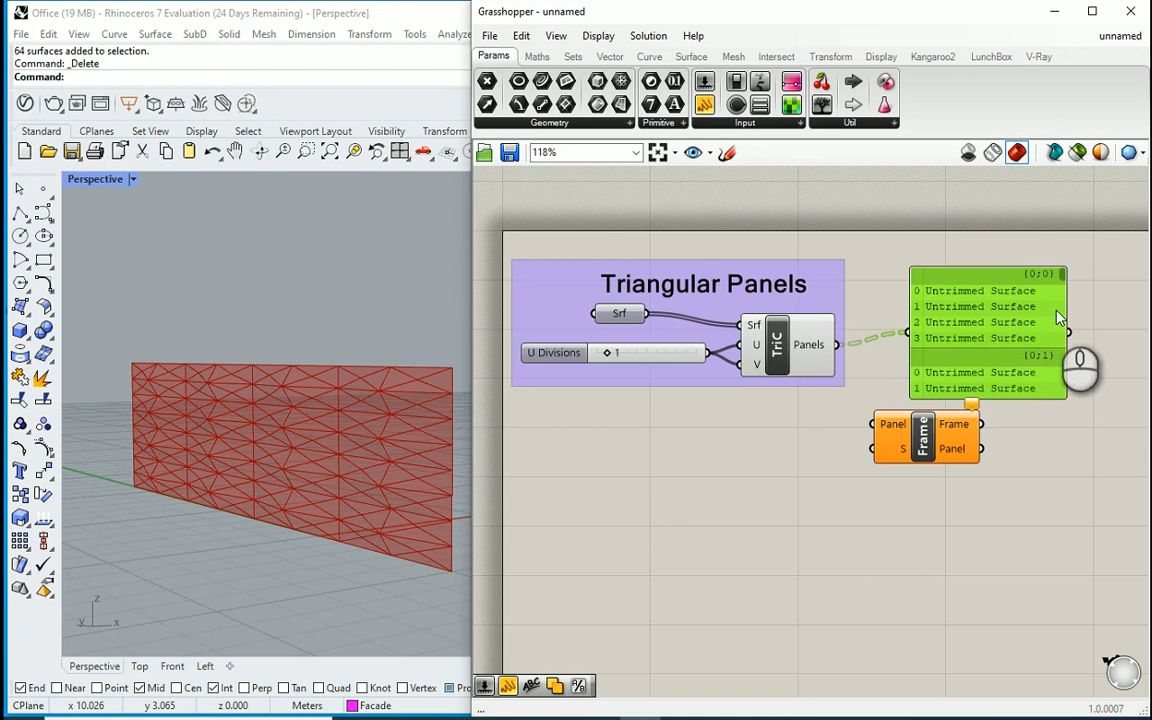 Office (19 MB) - Rhinoceros 7 Evaluation (24 Days Remaining) - [Perspective]
File Edit View Curve Surface SubD Solid Mesh Dimension Transform Tools Analyze
64 surfaces added to selection.
Command: _Delete
Command:
Standard CPlanes Set View Display Select Viewport Layout Visibility Transform
Perspective
z
y x
Perspective Top Front Left
End Near Point Mid Cen Int Perp Tan Quad Knot Vertex Pro
CPlane x 10.026 y 3.065 z 0.000 Meters Facade
Grasshopper - unnamed
File Edit View Display Solution Help unnamed
Params Maths Sets Vector Curve Surface Mesh Intersect Transform Display Kangaroo2 LunchBox V-Ray
Geometry Primitive Input Util
118%
Triangular Panels
Srf
U Divisions 1
Srf
U
V
TriC
Panels
{0;0}
0 Untrimmed Surface
1 Untrimmed Surface
2 Untrimmed Surface
3 Untrimmed Surface
{0;1}
0 Untrimmed Surface
1 Untrimmed Surface
Panel
S
Frame
Frame
Panel
...
1.0.0007